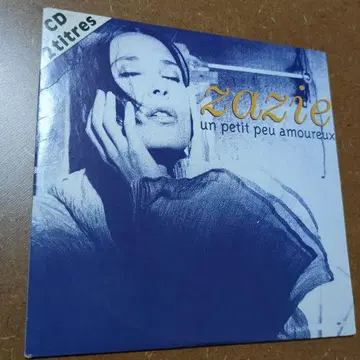 CD
2 titres
zazie
un petit peu amoureux